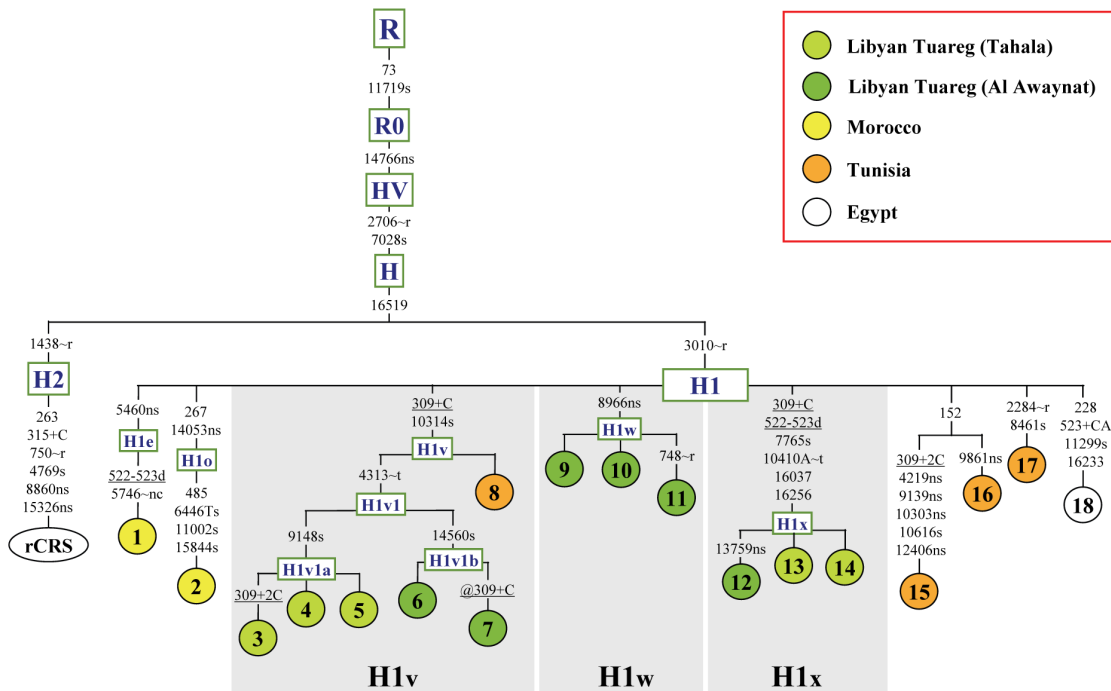 R
73
11719s
R0
14766ns
HV
2706~r
7028s
H
16519
Libyan Tuareg (Tahala)
Libyan Tuareg (Al Awaynat)
Morocco
Tunisia
Egypt
1438~r
H2
263
315+C
750~r
4769s
8860ns
15326ns
rCRS
3010~r
H1
5460ns
H1e
522-523d
5746~nc
1
267
14053ns
H1o
485
6446Ts
11002s
15844s
2
309+C
10314s
H1v
4313~t
H1v1
8
9148s
H1v1a
309+2C
3
4
5
14560s
H1v1b
6
@309+C
7
H1v
8966ns
H1w
9
10
748~r
11
H1w
309+C
522-523d
7765s
10410A~t
16037
16256
H1x
13759ns
12
13
14
H1x
152
309+2C
4219ns
9139ns
10303ns
10616s
12406ns
15
9861ns
16
2284~r
8461s
17
228
523+CA
11299s
16233
18